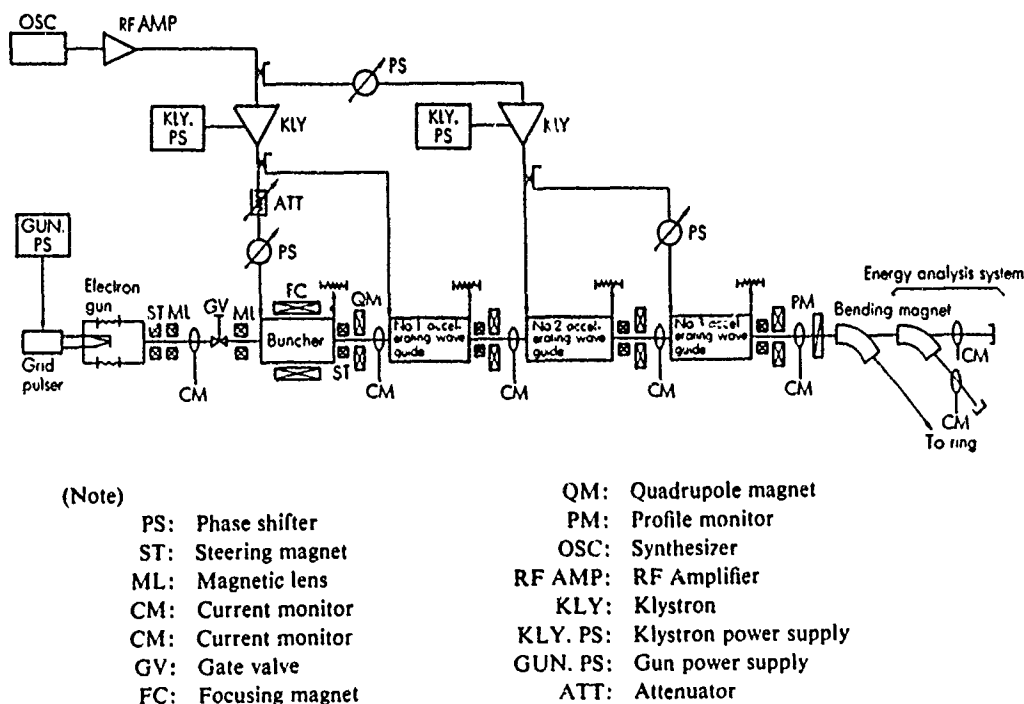 OSC
RF AMP
PS
KLY. PS
KLY
KLY. PS
KLY
ATT
PS
PS
GUN. PS
Electron gun
ST ML
GV
ML
FC
QM
Energy analysis system
PM
Bending magnet
Buncher
No 1 accel-
erating wave
guide
No 2 accel-
erating wave
guide
accel-
erating wave
guide
Grid
pulser
ST
CM
CM
CM
CM
CM
CM
CM
To ring
(Note)
PS: Phase shifter
ST: Steering magnet
ML: Magnetic lens
CM: Current monitor
CM: Current monitor
GV: Gate valve
FC: Focusing magnet
QM: Quadrupole magnet
PM: Profile monitor
OSC: Synthesizer
RF AMP: RF Amplifier
KLY: Klystron
KLY. PS: Klystron power supply
GUN. PS: Gun power supply
ATT: Attenuator